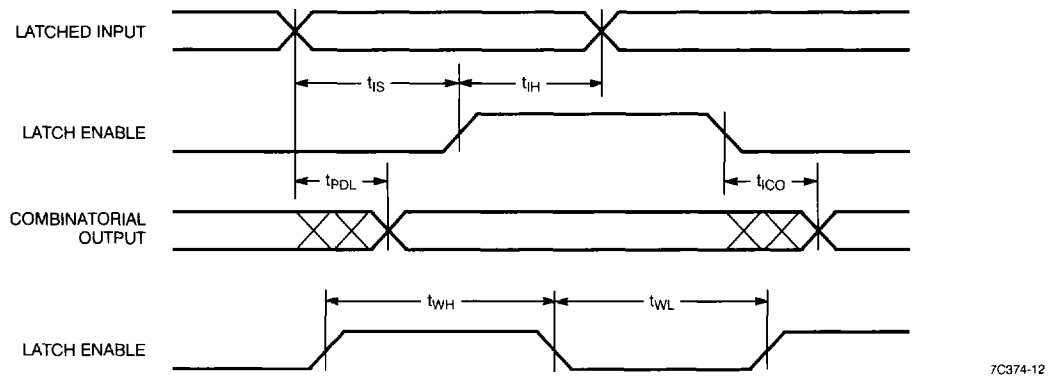 LATCHED INPUT
tIS
tIH
LATCH ENABLE
tPDL
tICO
COMBINATORIAL
OUTPUT
tWH
tWL
LATCH ENABLE
7C374-12